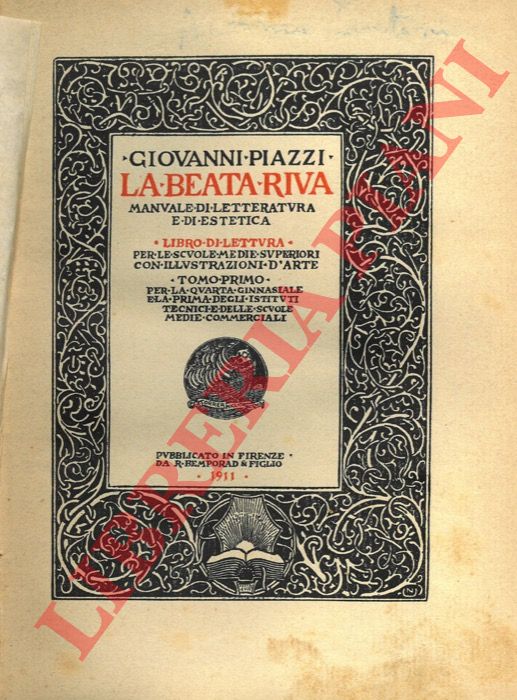 ·GIOVANNI·PIAZZI·
LA·BEATA·RIVA
MANVALE·DI·LETTERATVRA
E·DI·ESTETICA
·LIBRO·DI·LETTVRA·
PER·LE·SCVOLE·MEDIE·SVPERIORI
CON·ILLVSTRAZIONI·D'ARTE
·TOMO·PRIMO·
PER·LA·QVARTA·GINNASIALE
E·LA·PRIMA·DEGLI·ISTITVTI
TECNICI·E·DELLE·SCVOLE
MEDIE·COMMERCIALI
PVBBLICATO IN FIRENZE·
DA R·BEMPORAD & FIGLIO
·1911·
LIBRERIA PIANI